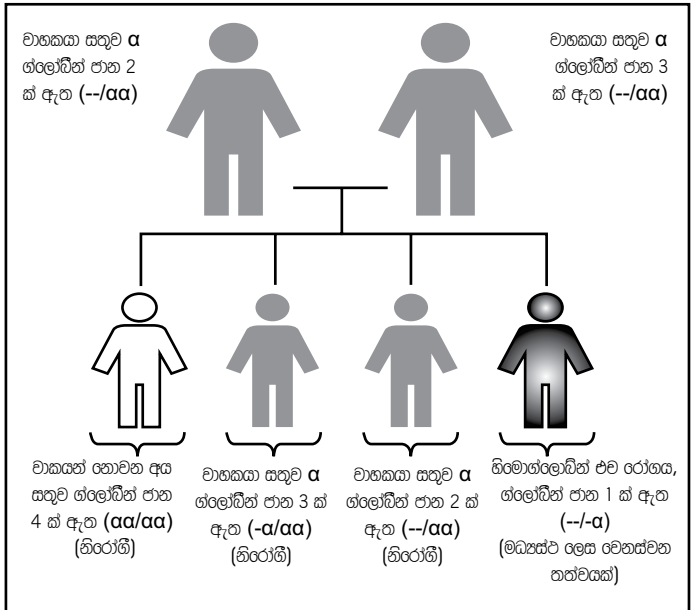 වාහකයා සතුව α
ග්ලෝබීන් ජාන 2
ක් ඇත (--/αα)
වාහකයා සතුව α
ග්ලෝබීන් ජාන 3
ක් ඇත (--/αα)
වාකයන් නොවන අය
සතුව ග්ලෝබීන් ජාන
4 ක් ඇත (αα/αα)
(නිරෝගී)
වාහකයා සතුව α
ග්ලෝබීන් ජාන 3 ක්
ඇත (-α/αα)
(නිරෝගී)
වාහකයා සතුව α
ග්ලෝබීන් ජාන 2 ක්
ඇත (--/αα)
(නිරෝගී)
හිමොග්ලොබින් එච රෝගය,
ග්ලෝබීන් ජාන 1 ක් ඇත
(--/-α)
(මධ්‍යස්ථ ලෙස වෙනස්වන
තත්වයක්)